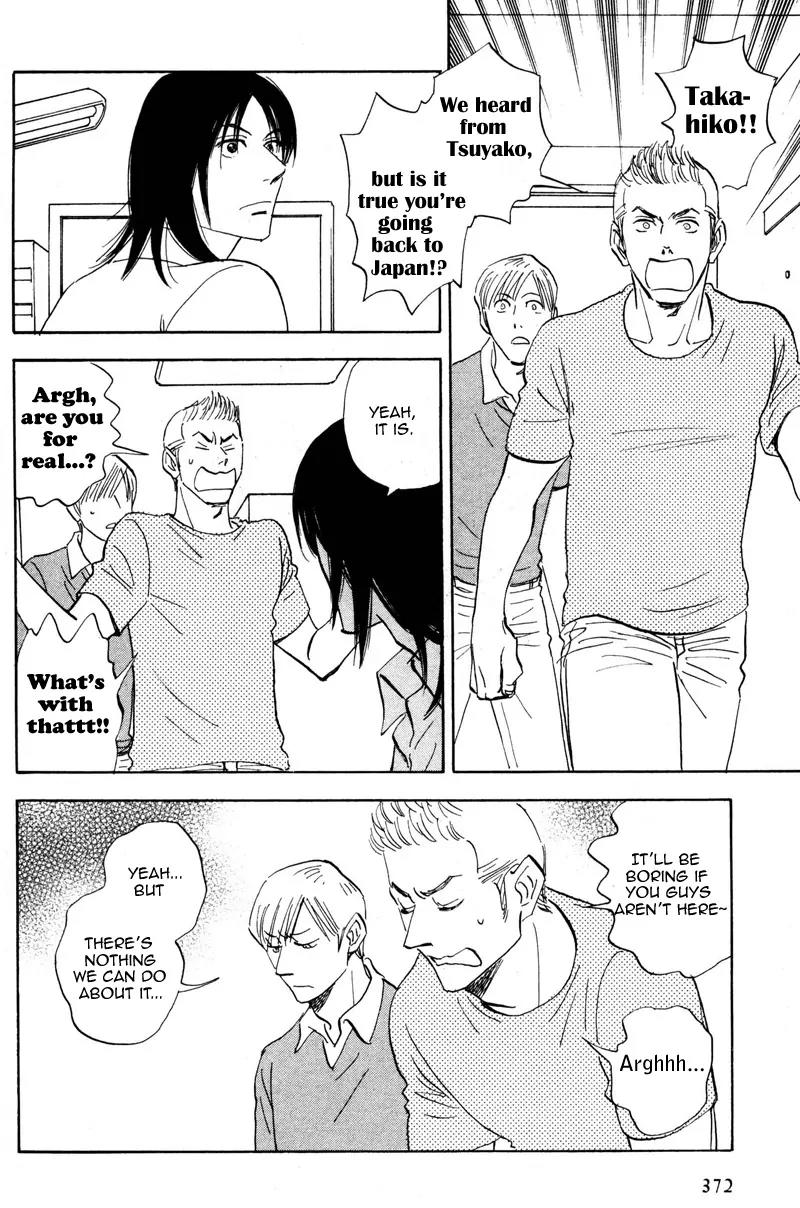 Taka-
hiko!!
We heard
from
Tsuyako,
but is it
true you're
going
back to
Japan!?
YEAH,
IT IS.
Argh,
are you
for
real...?
What's
with
thattt!!
IT'LL BE
BORING IF
YOU GUYS
AREN'T HERE~
Arghhh...
YEAH...
BUT
THERE'S
NOTHING
WE CAN DO
ABOUT IT...
372